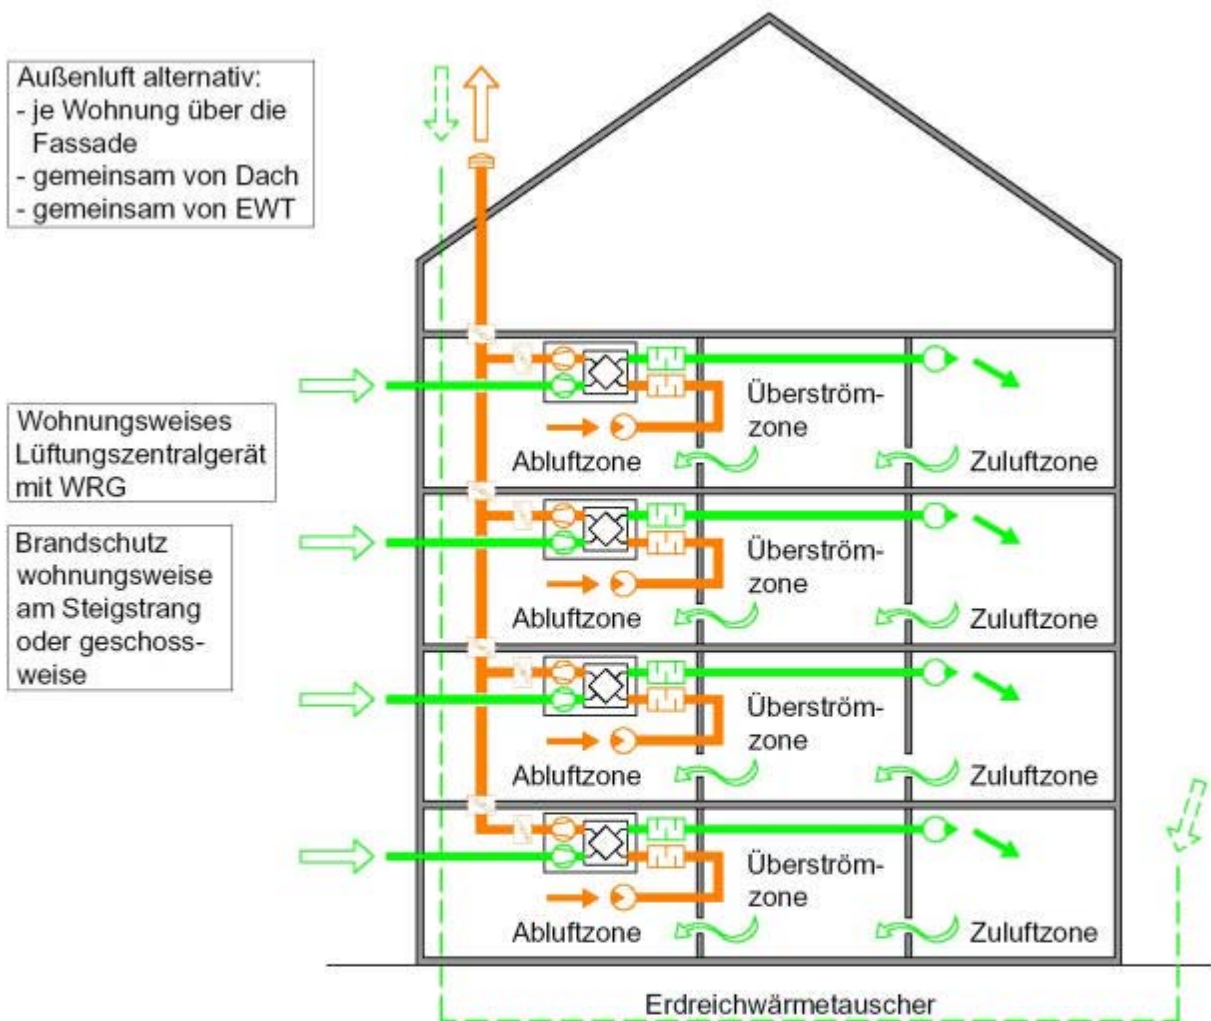 Außenluft alternativ:
- je Wohnung über die
Fassade
- gemeinsam von Dach
- gemeinsam von EWT
Wohnungsweises
Lüftungszentralgerät
mit WRG
Brandschutz
wohnungsweise
am Steigstrang
oder geschoss-
weise
Überström-
zone
Abluftzone
Zuluftzone
Überström-
zone
Abluftzone
Zuluftzone
Überström-
zone
Abluftzone
Zuluftzone
Überström-
zone
Abluftzone
Zuluftzone
Erdreichwärmetauscher